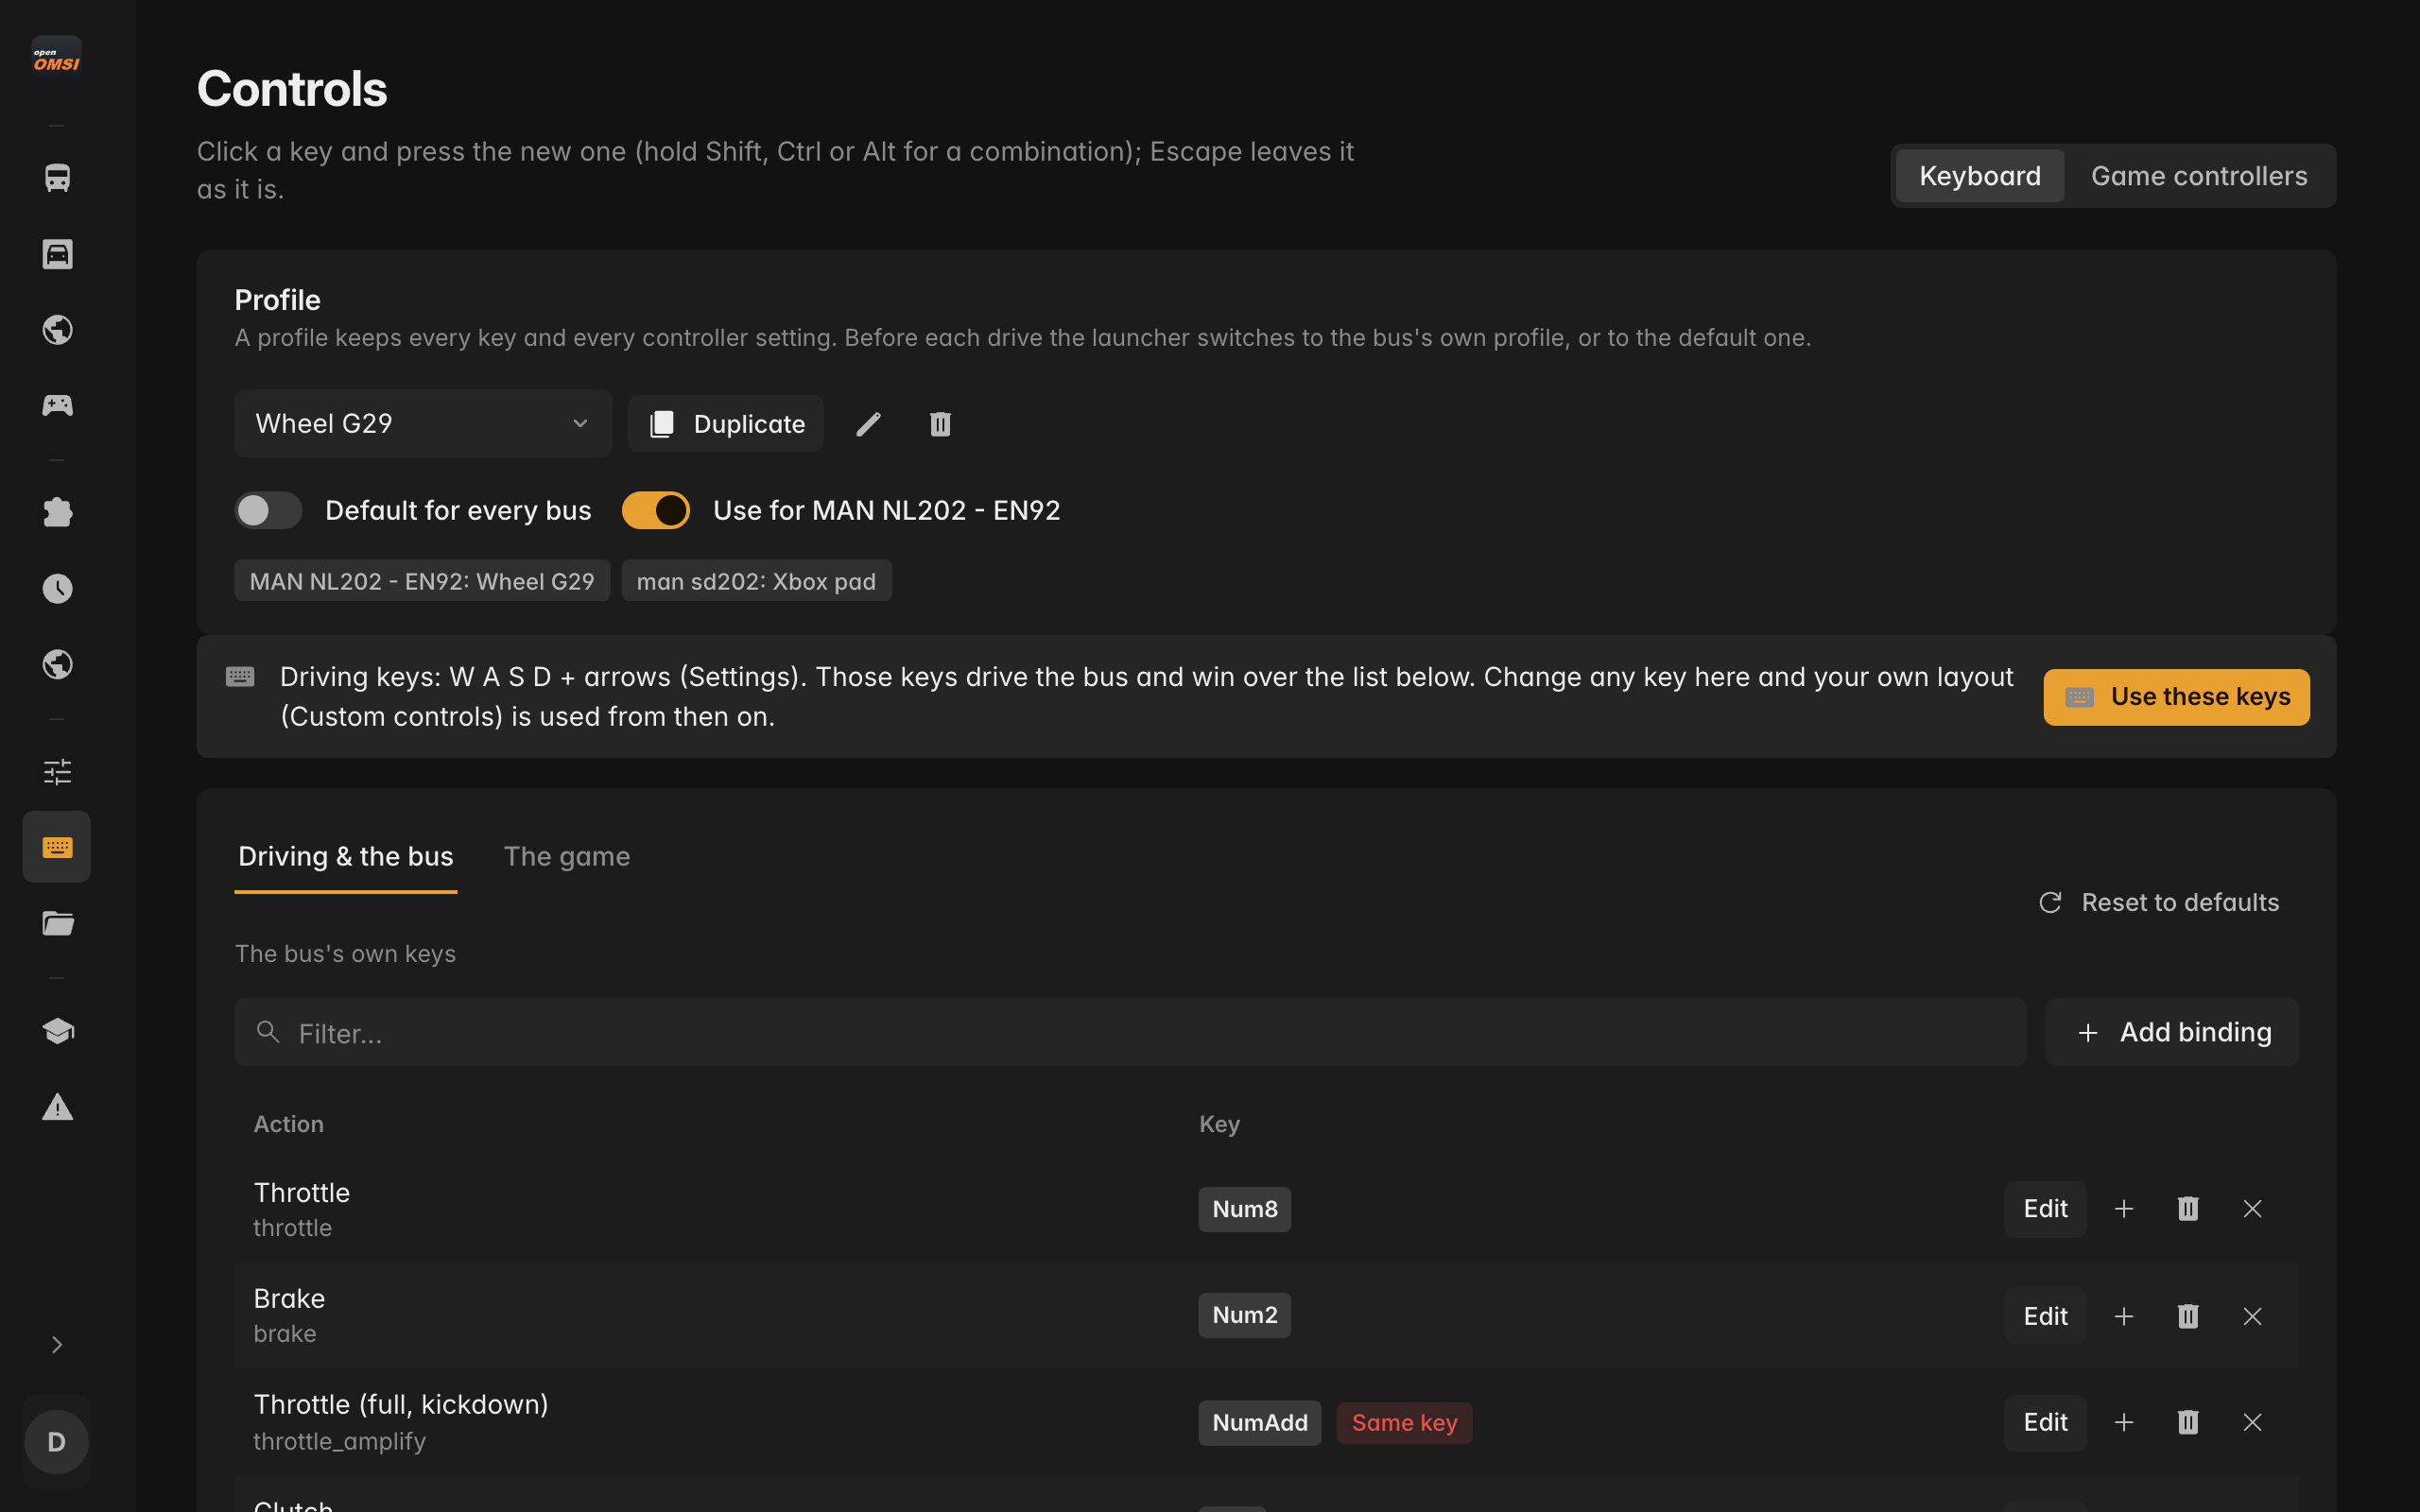 open
OMSI
Controls
Click a key and press the new one (hold Shift, Ctrl or Alt for a combination); Escape leaves it
as it is.
Keyboard
Game controllers
Profile
A profile keeps every key and every controller setting. Before each drive the launcher switches to the bus's own profile, or to the default one.
Wheel G29
Duplicate
Default for every bus
Use for MAN NL202 - EN92
MAN NL202 - EN92: Wheel G29
man sd202: Xbox pad
Driving keys: W A S D + arrows (Settings). Those keys drive the bus and win over the list below. Change any key here and your own layout
(Custom controls) is used from then on.
Use these keys
Driving & the bus
The game
Reset to defaults
The bus's own keys
Filter...
Add binding
Action
Key
Throttle
throttle
Num8
Edit
Brake
brake
Num2
Edit
Throttle (full, kickdown)
throttle_amplify
NumAdd
Same key
Edit
Clutch
D